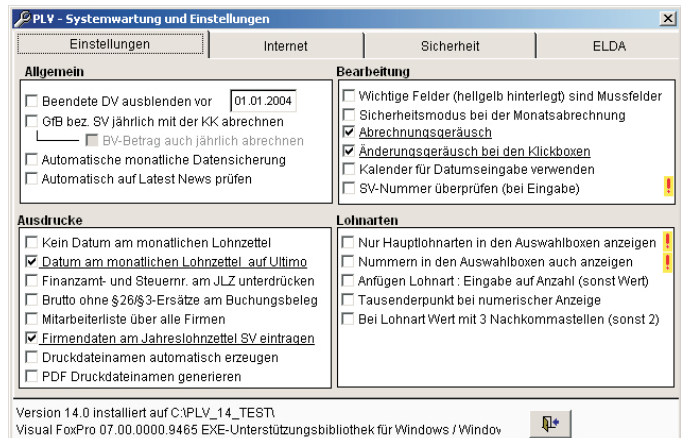 PLV - Systemwartung und Einstellungen
Einstellungen
Internet
Sicherheit
ELDA
Allgemein
Beendete DV ausblenden vor 01.01.2004
GfB bez. SV jährlich mit der KK abrechnen
BV-Betrag auch jährlich abrechnen
Automatische monatliche Datensicherung
Automatisch auf Latest News prüfen
Bearbeitung
Wichtige Felder (hellgelb hinterlegt) sind Mussfelder
Sicherheitsmodus bei der Monatsabrechnung
Abrechnungsgeräusch
Änderungsgeräusch bei den Klickboxen
Kalender für Datumseingabe verwenden
SV-Nummer überprüfen (bei Eingabe) !
Ausdrucke
Kein Datum am monatlichen Lohnzettel
Datum am monatlichen Lohnzettel auf Ultimo
Finanzamt- und Steuernr. am JLZ unterdrücken
Brutto ohne §26/§3-Ersätze am Buchungsbeleg
Mitarbeiterliste über alle Firmen
Firmendaten am Jahreslohnzettel SV eintragen
Druckdateinamen automatisch erzeugen
PDF Druckdateinamen generieren
Lohnarten
Nur Hauptlohnarten in den Auswahlboxen anzeigen !
Nummern in den Auswahlboxen auch anzeigen !
Anfügen Lohnart : Eingabe auf Anzahl (sonst Wert)
Tausenderpunkt bei numerischer Anzeige
Bei Lohnart Wert mit 3 Nachkommastellen (sonst 2)
Version 14.0 installiert auf C:\PLV_14_TEST\
Visual FoxPro 07.00.0000.9465 EXE-Unterstützungsbibliothek für Windows / Window